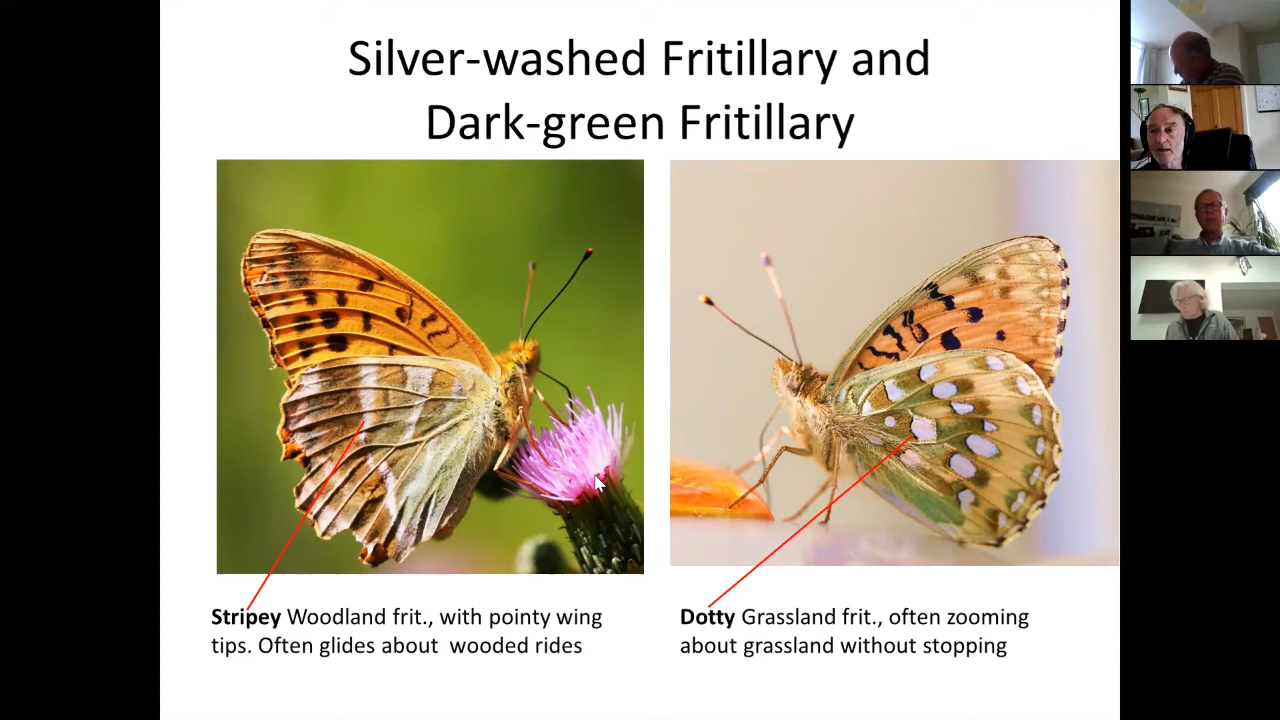 Silver-washed Fritillary and
Dark-green Fritillary
Stripey Woodland frit., with pointy wing
tips. Often glides about  wooded rides
Dotty Grassland frit., often zooming
about grassland without stopping